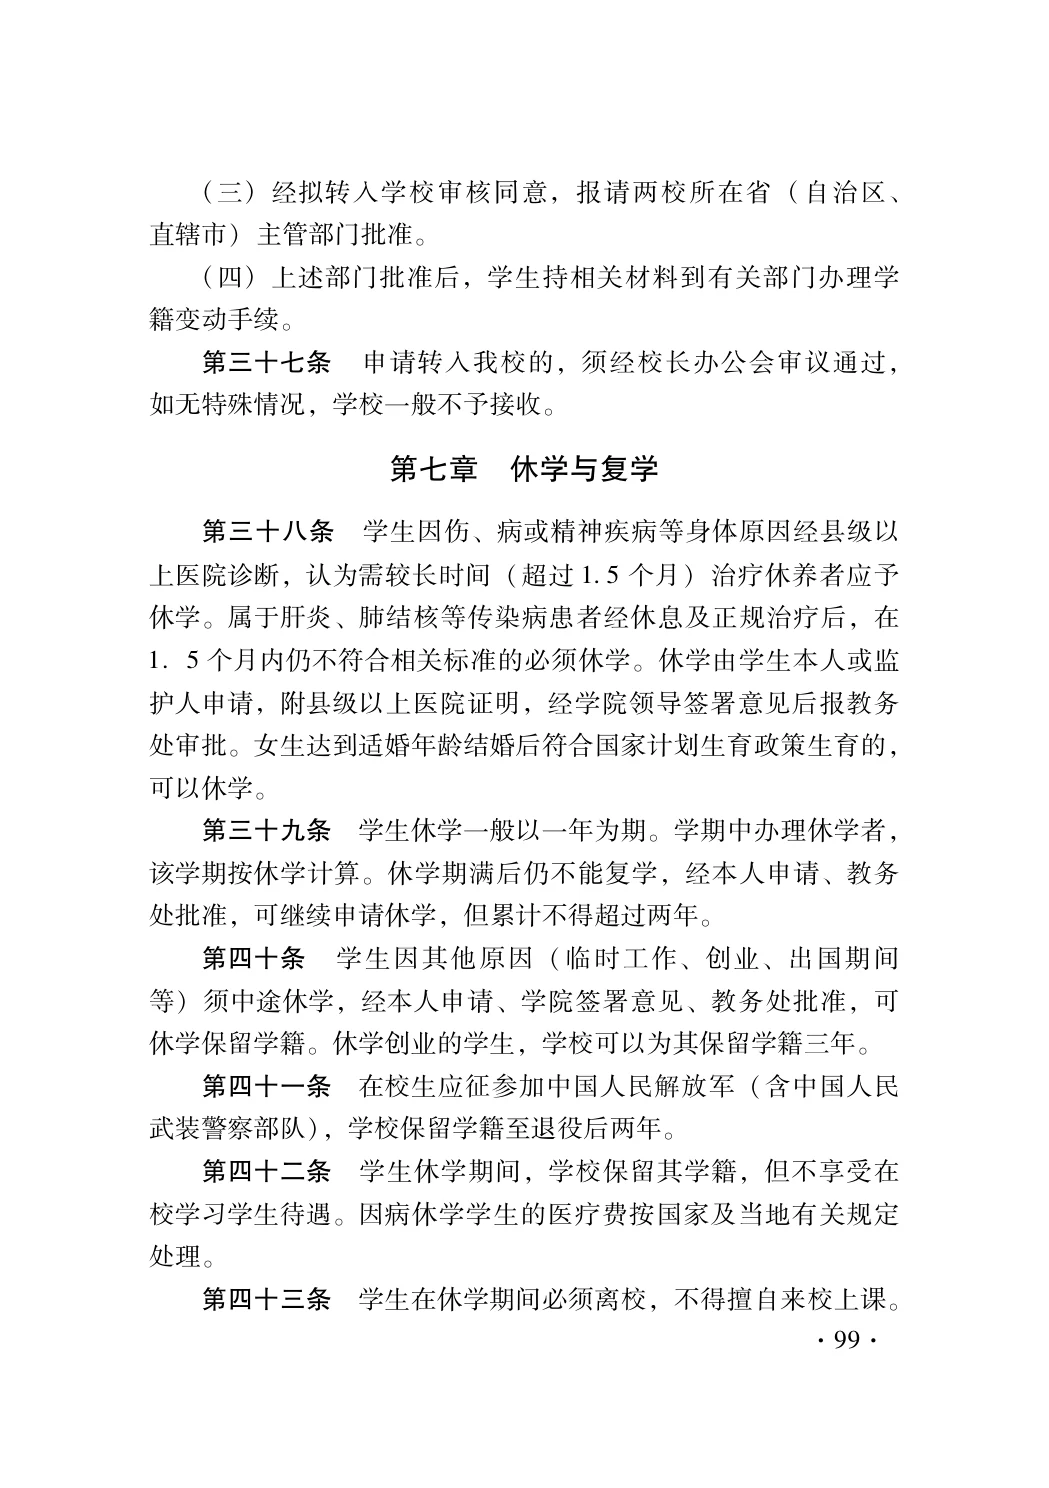 （三）经拟转入学校审核同意，报请两校所在省（自治区、
直辖市）主管部门批准。
（四）上述部门批准后，学生持相关材料到有关部门办理学
籍变动手续。
第三十七条　申请转入我校的，须经校长办公会审议通过，
如无特殊情况，学校一般不予接收。
第七章　休学与复学
第三十八条　学生因伤、病或精神疾病等身体原因经县级以
上医院诊断，认为需较长时间（超过1.5个月）治疗休养者应予
休学。属于肝炎、肺结核等传染病患者经休息及正规治疗后，在
1．5个月内仍不符合相关标准的必须休学。休学由学生本人或监
护人申请，附县级以上医院证明，经学院领导签署意见后报教务
处审批。女生达到适婚年龄结婚后符合国家计划生育政策生育的，
可以休学。
第三十九条　学生休学一般以一年为期。学期中办理休学者，
该学期按休学计算。休学期满后仍不能复学，经本人申请、教务
处批准，可继续申请休学，但累计不得超过两年。
第四十条　学生因其他原因（临时工作、创业、出国期间
等）须中途休学，经本人申请、学院签署意见、教务处批准，可
休学保留学籍。休学创业的学生，学校可以为其保留学籍三年。
第四十一条　在校生应征参加中国人民解放军（含中国人民
武装警察部队），学校保留学籍至退役后两年。
第四十二条　学生休学期间，学校保留其学籍，但不享受在
校学习学生待遇。因病休学学生的医疗费按国家及当地有关规定
处理。
第四十三条　学生在休学期间必须离校，不得擅自来校上课。
·99·